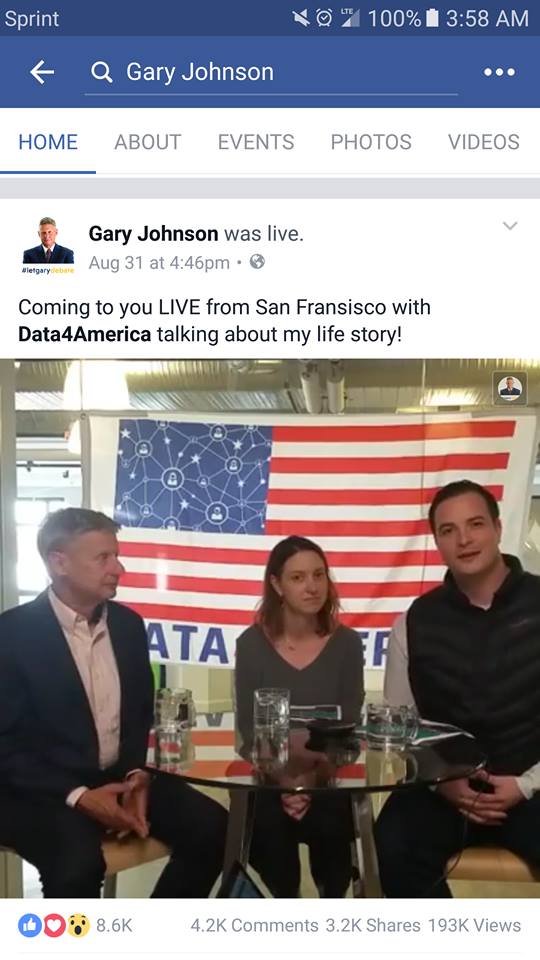 Sprint LTE 100% 3:58 AM
Gary Johnson
HOME ABOUT EVENTS PHOTOS VIDEOS
Gary Johnson was live.
Aug 31 at 4:46pm •
#letgarydebate
Coming to you LIVE from San Fransisco with
Data4America talking about my life story!
ATA ER
8.6K 4.2K Comments 3.2K Shares 193K Views